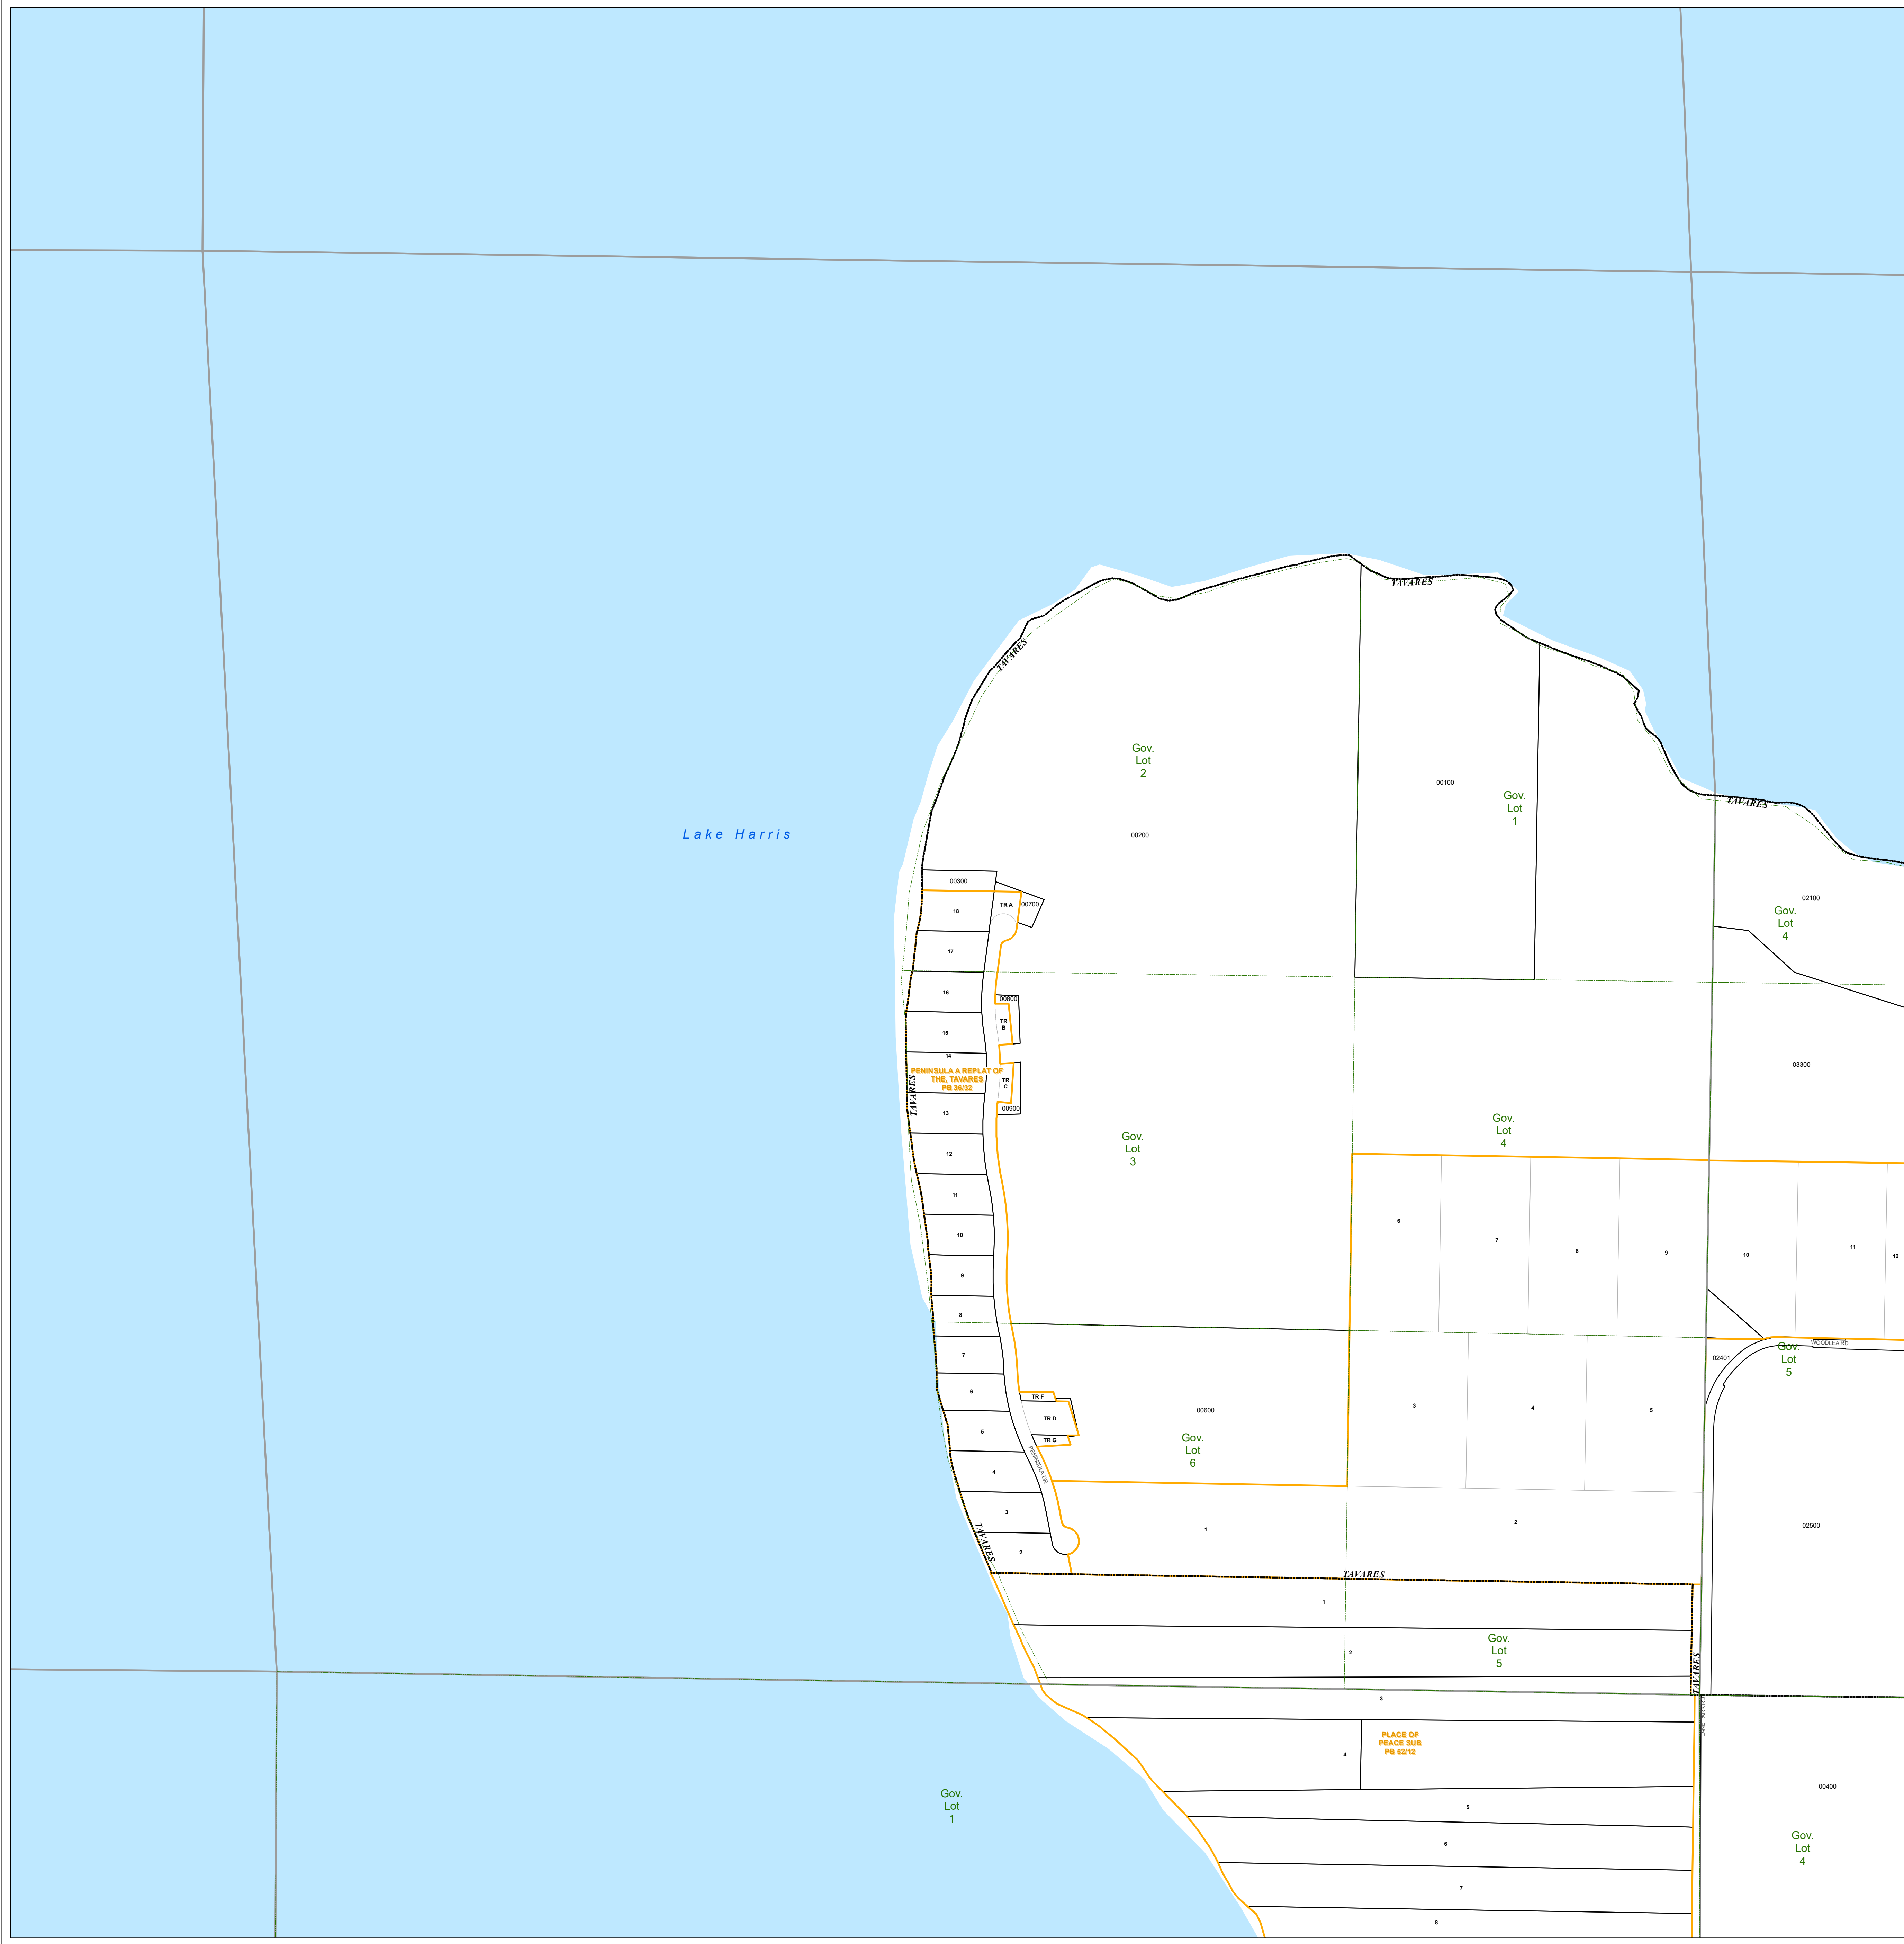 TAVARES
TAVARES
Gov.
Lot
2
00100
Gov.
Lot
1
TAVARES
Lake Harris
00200
00300
TR A
00700
18
02100
Gov.
Lot
4
17
16
00800
TR
B
15
14
PENINSULA A REPLAT OF
THE, TAVARES
PB 36/32
TAVARES
TR
C
00900
03300
13
Gov.
Lot
3
Gov.
Lot
4
12
11
10
9
8
6
7
8
9
10
11
12
WOODLEA RD
Gov.
Lot
5
02401
7
6
5
4
3
2
TR F
TR D
TR G
PENINSULA DR
00600
Gov.
Lot
6
3
4
5
02500
1
2
TAVARES
TAVARES
1
2
Gov.
Lot
5
TAVARES
3
LANE PARK RD
PLACE OF
PEACE SUB
PB 52/12
4
00400
Gov.
Lot
1
5
6
Gov.
Lot
4
7
8